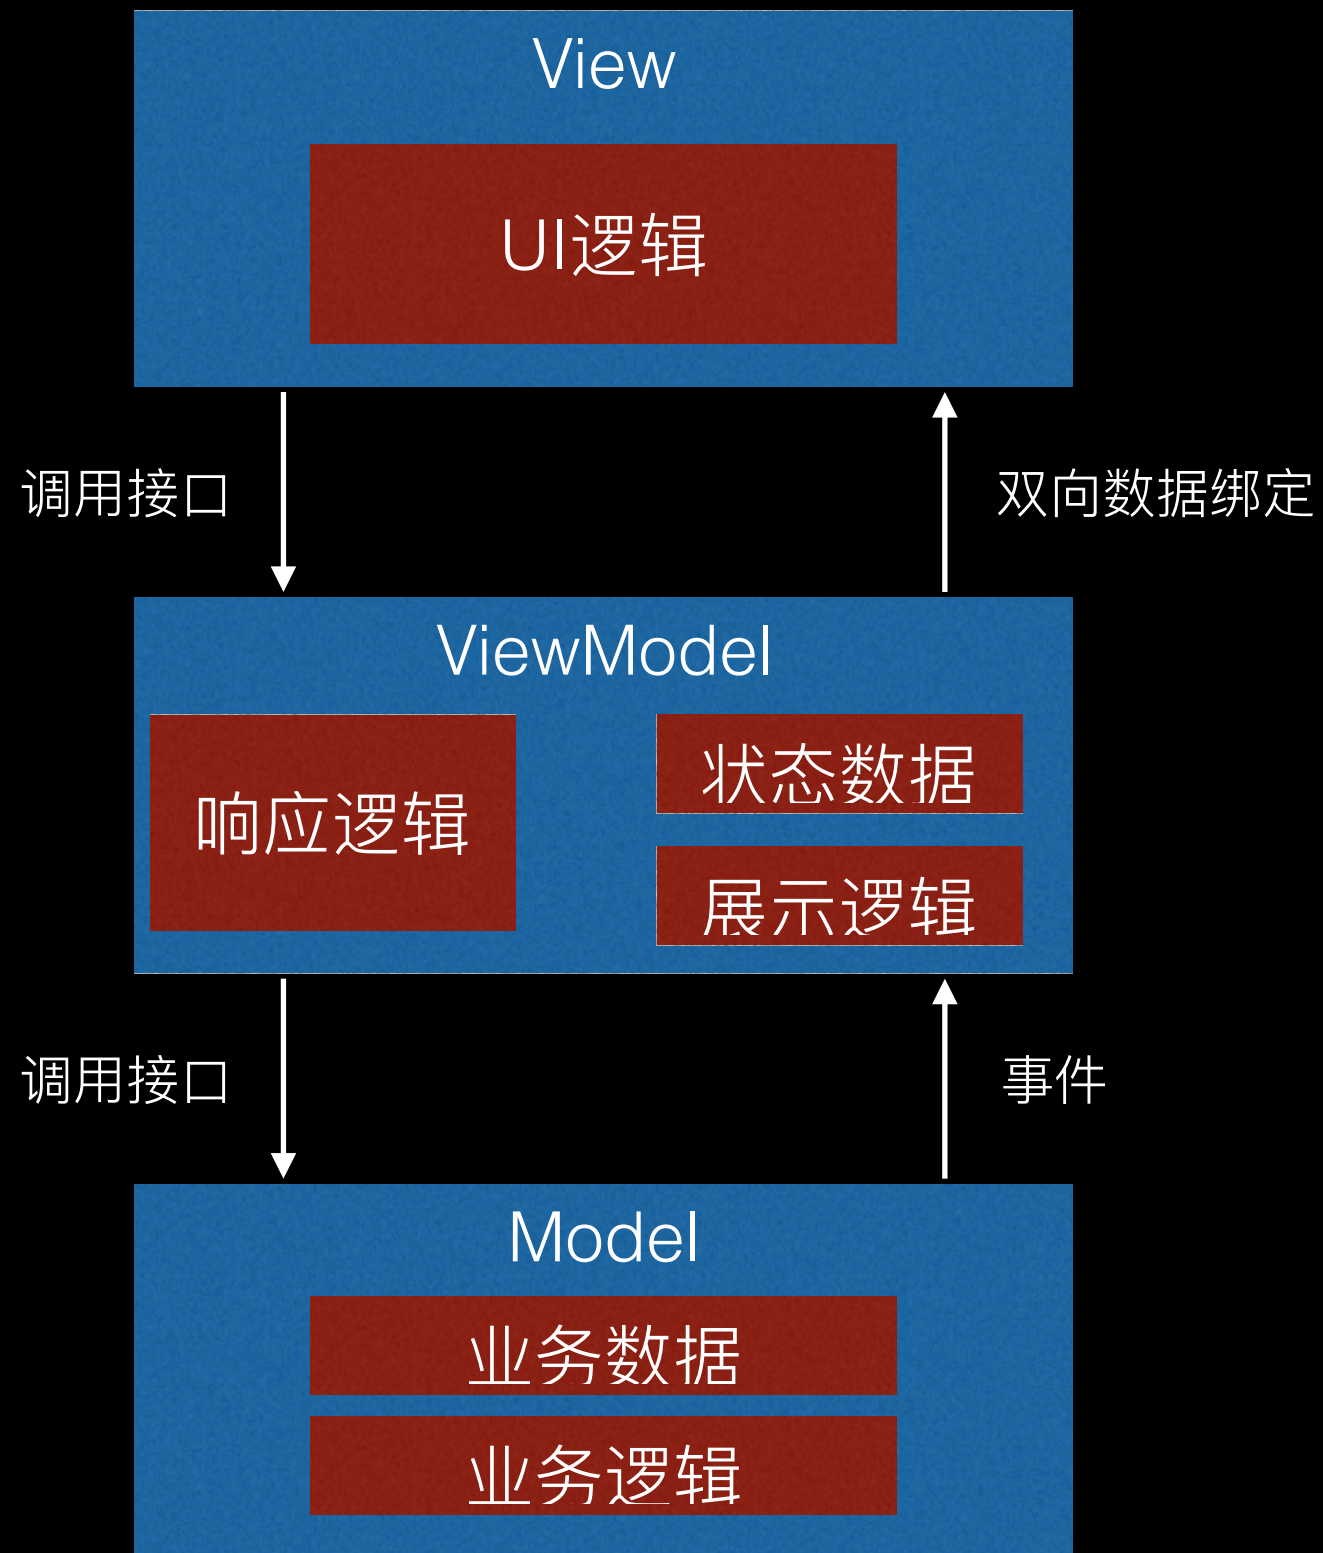 View
UI逻辑
调用接口
双向数据绑定
ViewModel
响应逻辑
状态数据
展示逻辑
调用接口
事件
Model
业务数据
业务逻辑